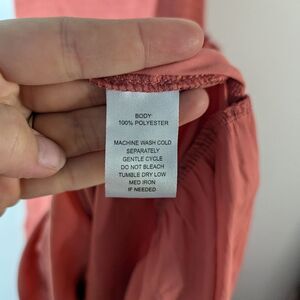 BODY
100% POLYESTER
MACHINE WASH COLD
SEPARATELY
GENTLE CYCLE
DO NOT BLEACH
TUMBLE DRY LOW
MED IRON
IF NEEDED